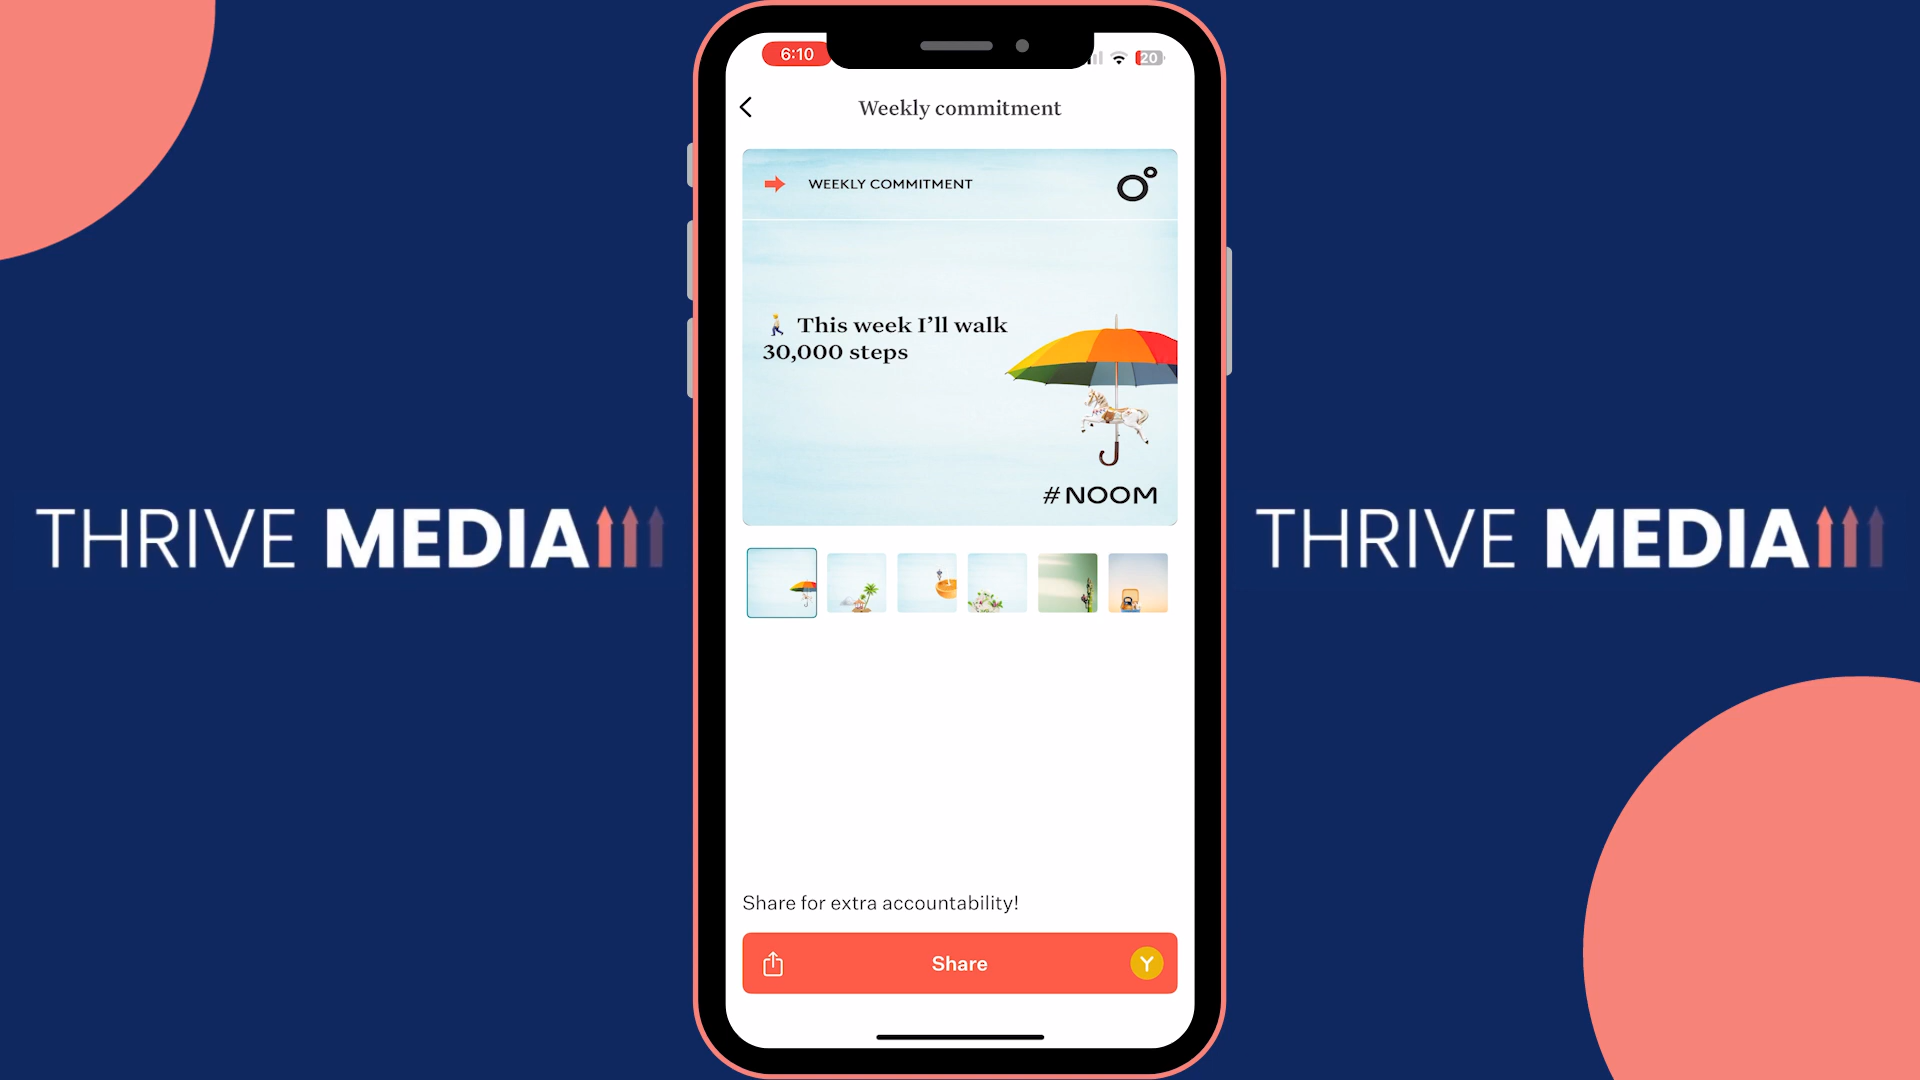 6:10
20
Weekly commitment
WEEKLY COMMITMENT
🚶 This week I’ll walk
30,000 steps
#NOOM
THRIVE MEDIA
THRIVE MEDIA
Share for extra accountability!
Share
Y